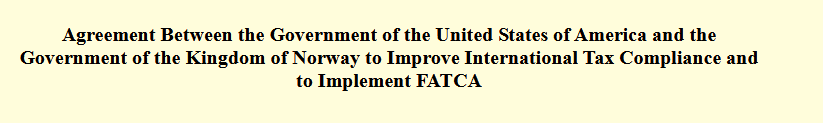 Agreement Between the Government of the United States of America and the
Government of the Kingdom of Norway to Improve International Tax Compliance and
to Implement FATCA